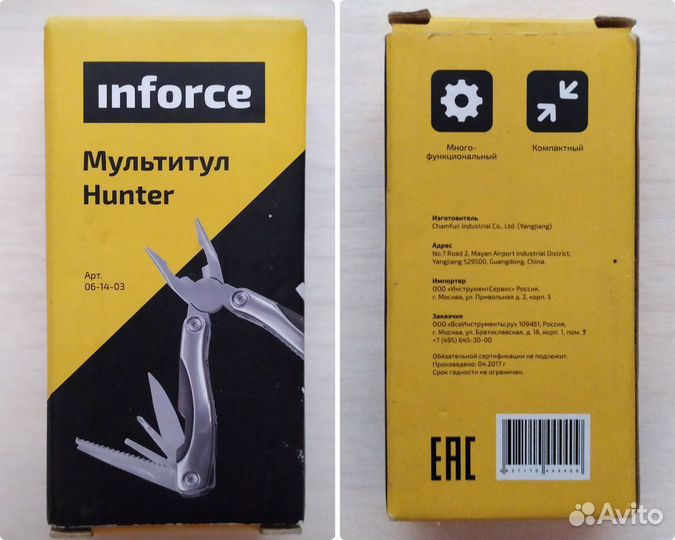 inforce
Мультитул
Hunter
Арт.
06-14-03
Много-
функциональный
Компактный
Изготовитель
Chamfun Industrial Co., Ltd. (Yangjiang)
Адрес
No.7 Road 2, Mayan Airport Industrial District,
Yangjiang 529500, Guangdong, China.
Импортер
ООО «ИнструментСервис» Россия,
г. Москва, ул. Привольная д. 2, корп. 5
Заказчик
ООО «ВсеИнструменты.ру» 109451, Россия,
г. Москва, ул. Братиславская, д. 16, корп. 1, пом. 3
+7 (495) 645-30-00
Обязательной сертификации не подлежит.
Произведено: 04.2017 г
Срок годности не ограничен.
EAC
Avito